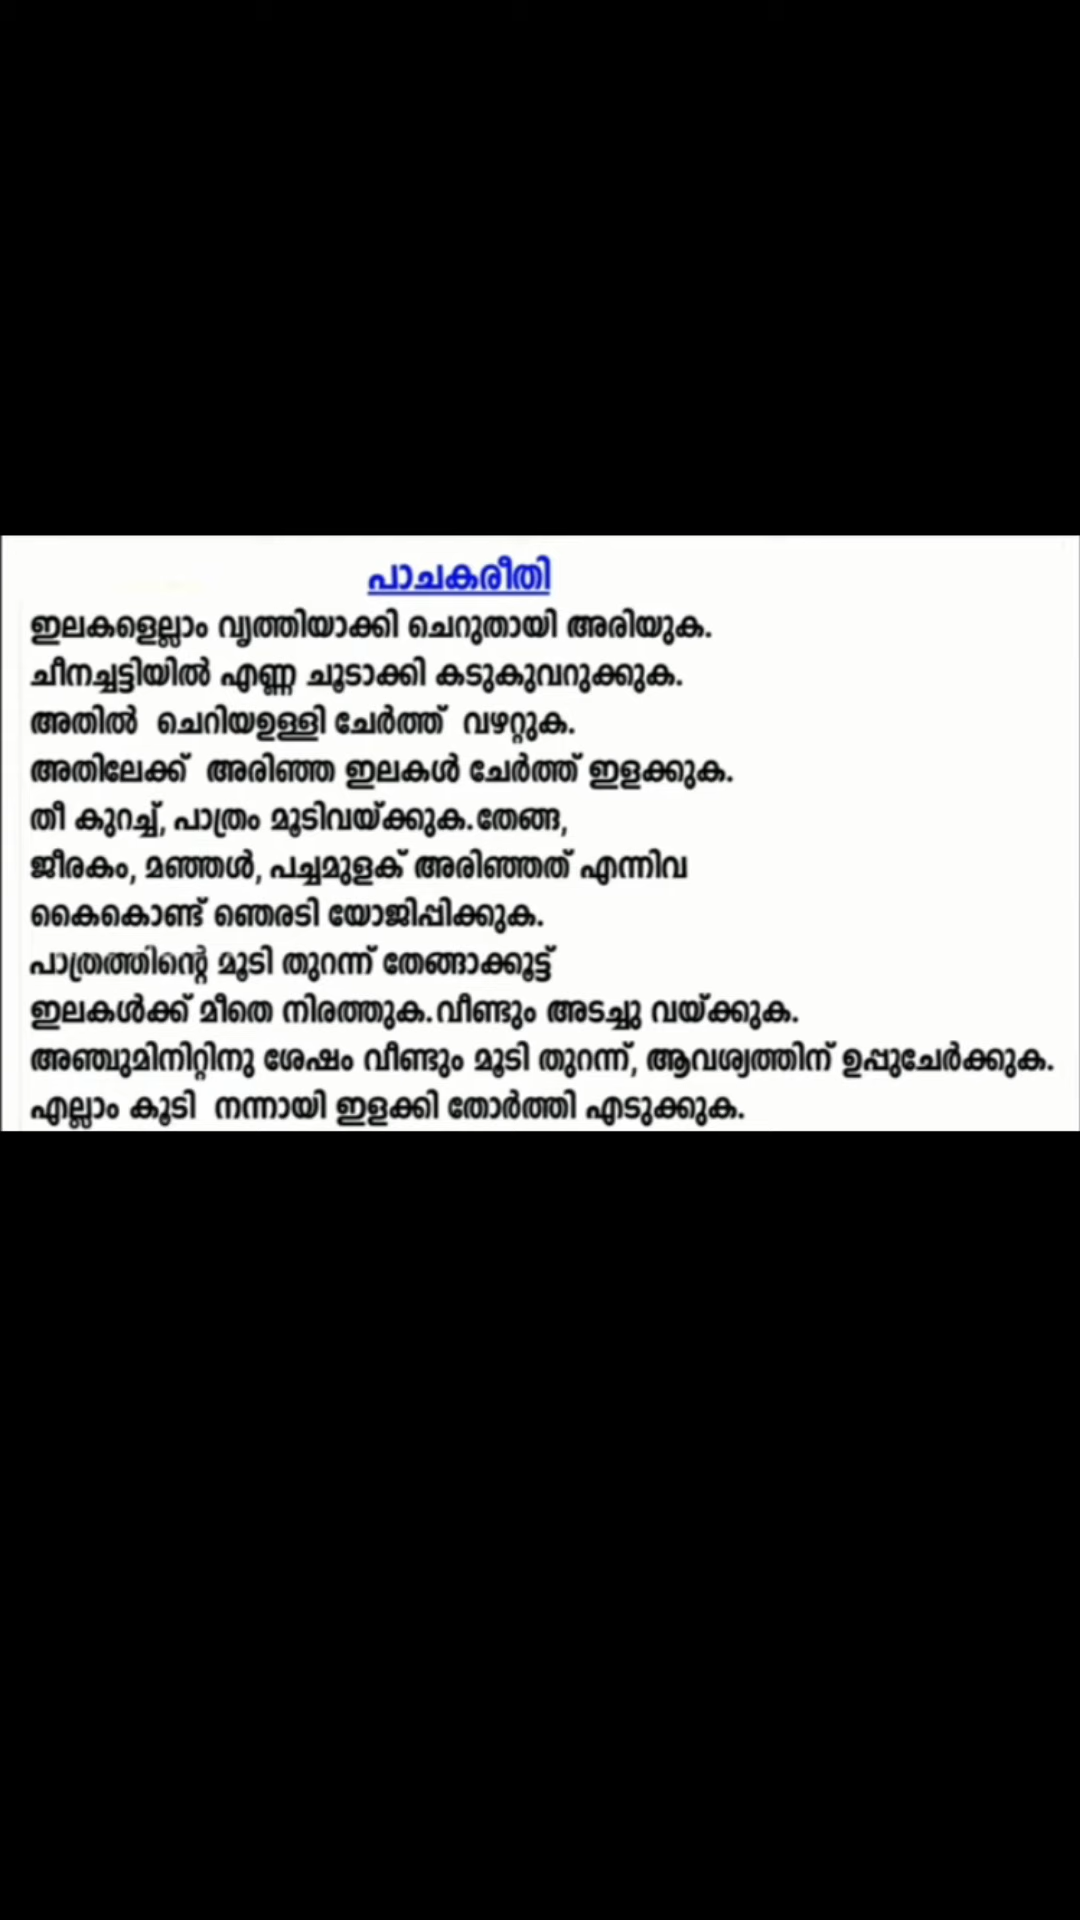 പാചകരീതി
ഇലകളെല്ലാം വൃത്തിയാക്കി ചെറുതായി അരിയുക.
ചീനച്ചട്ടിയിൽ എണ്ണ ചൂടാക്കി കടുകുവറുക്കുക.
അതിൽ ചെറിയഉള്ളി ചേർത്ത് വഴറ്റുക.
അതിലേക്ക് അരിഞ്ഞ ഇലകൾ ചേർത്ത് ഇളക്കുക.
തീ കുറച്ച്, പാത്രം മൂടിവയ്ക്കുക.തേങ്ങ,
ജീരകം, മഞ്ഞൾ, പച്ചമുളക് അരിഞ്ഞത് എന്നിവ
കൈകൊണ്ട് ഞെരടി യോജിപ്പിക്കുക.
പാത്രത്തിന്റെ മൂടി തുറന്ന് തേങ്ങാക്കൂട്ട്
ഇലകൾക്ക് മീതെ നിരത്തുക.വീണ്ടും അടച്ചു വയ്ക്കുക.
അഞ്ചുമിനിറ്റിനു ശേഷം വീണ്ടും മൂടി തുറന്ന്, ആവശ്യത്തിന് ഉപ്പുചേർക്കുക.
എല്ലാം കൂടി നന്നായി ഇളക്കി തോർത്തി എടുക്കുക.